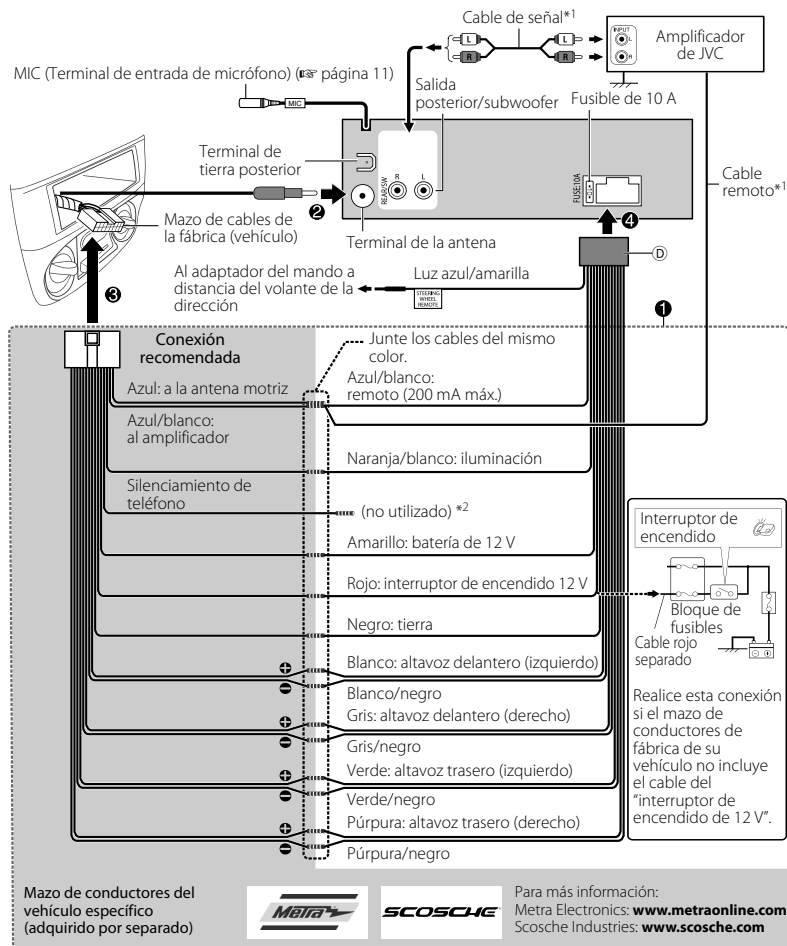 Cable de señal*1
L
L
R
R
INPUT
L
R
Amplificador
de JVC
MIC (Terminal de entrada de micrófono) (☞ página 11)
MIC
Salida
posterior/subwoofer
Fusible de 10 A
Terminal de
tierra posterior
REAR/SW
R
L
FUSE:10A
10
Cable
remoto*1
2
4
Mazo de cables de
la fábrica (vehículo)
Terminal de la antena
D
Al adaptador del mando a
distancia del volante de la
dirección
Luz azul/amarilla
STEERING
WHEEL
REMOTE
3
1
Conexión
recomendada
Junte los cables del mismo
color.
Azul: a la antena motriz
Azul/blanco:
remoto (200 mA máx.)
Azul/blanco:
al amplificador
Naranja/blanco: iluminación
Silenciamiento de
teléfono
(no utilizado) *2
Amarillo: batería de 12 V
Rojo: interruptor de encendido 12 V
Negro: tierra
Blanco: altavoz delantero (izquierdo)
Blanco/negro
Gris: altavoz delantero (derecho)
Gris/negro
Verde: altavoz trasero (izquierdo)
Verde/negro
Púrpura: altavoz trasero (derecho)
Púrpura/negro
Interruptor de
encendido
Bloque de
fusibles
Cable rojo
separado
Realice esta conexión
si el mazo de
conductores de
fábrica de su
vehículo no incluye
el cable del
“interruptor de
encendido de 12 V”.
Mazo de conductores del
vehículo específico
(adquirido por separado)
Metra
SCOSCHE
Para más información:
Metra Electronics: www.metraonline.com
Scosche Industries: www.scosche.com